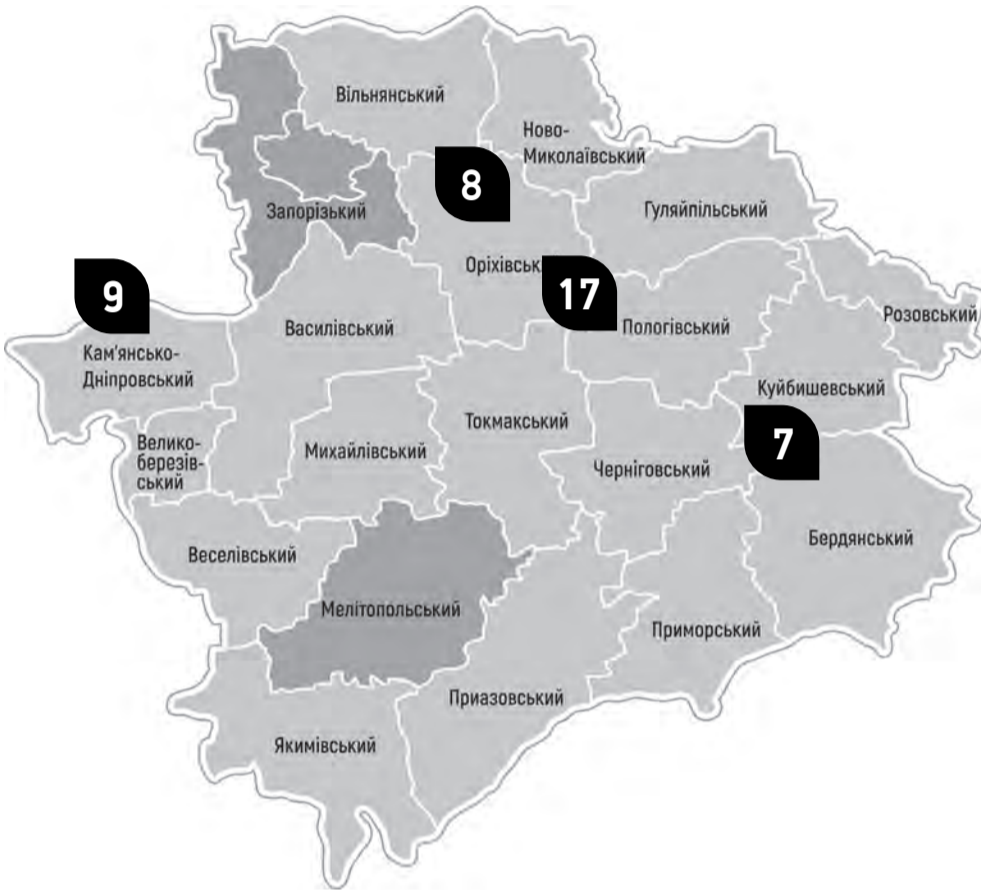 Вільнянський
Ново-
Миколаївський
8
Запорізький
Гуляйпільський
Оріхівськ
9
17
Василівський
Пологівський
Розовський
Кам'янсько-
Дніпровський
Куйбишевський
Токмакський
7
Велико-
березів-
ський
Михайлівський
Черніговський
Веселівський
Бердянський
Мелітопольський
Приморський
Приазовський
Якимівський